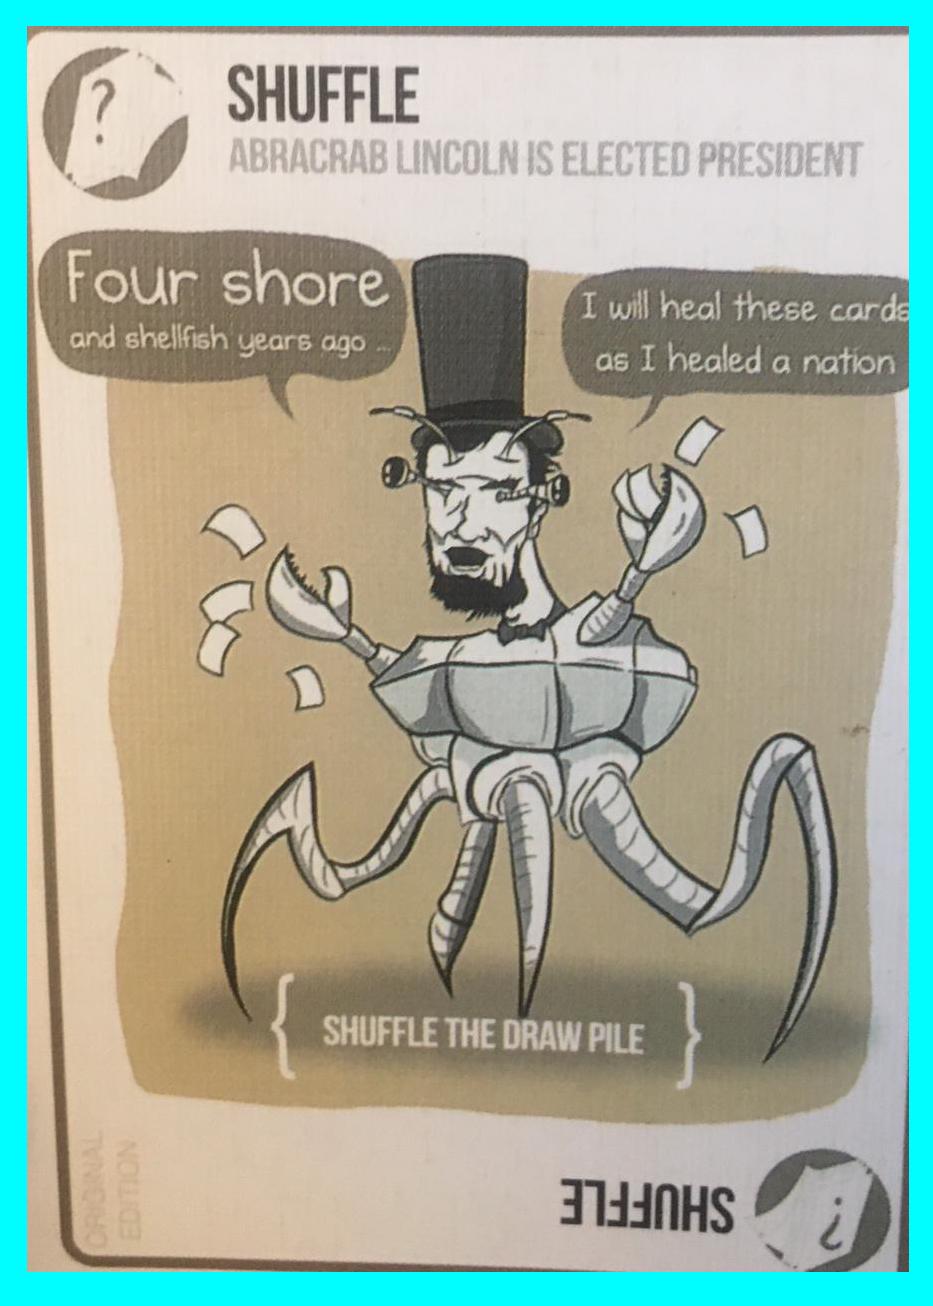 ?
SHUFFLE
ABRACRAB LINCOLN IS ELECTED PRESIDENT
Four shore
and shellfish years ago ...
I will heal these cards
as I healed a nation
{ SHUFFLE THE DRAW PILE }
ORIGINAL
EDITION
SHUFFLE
?